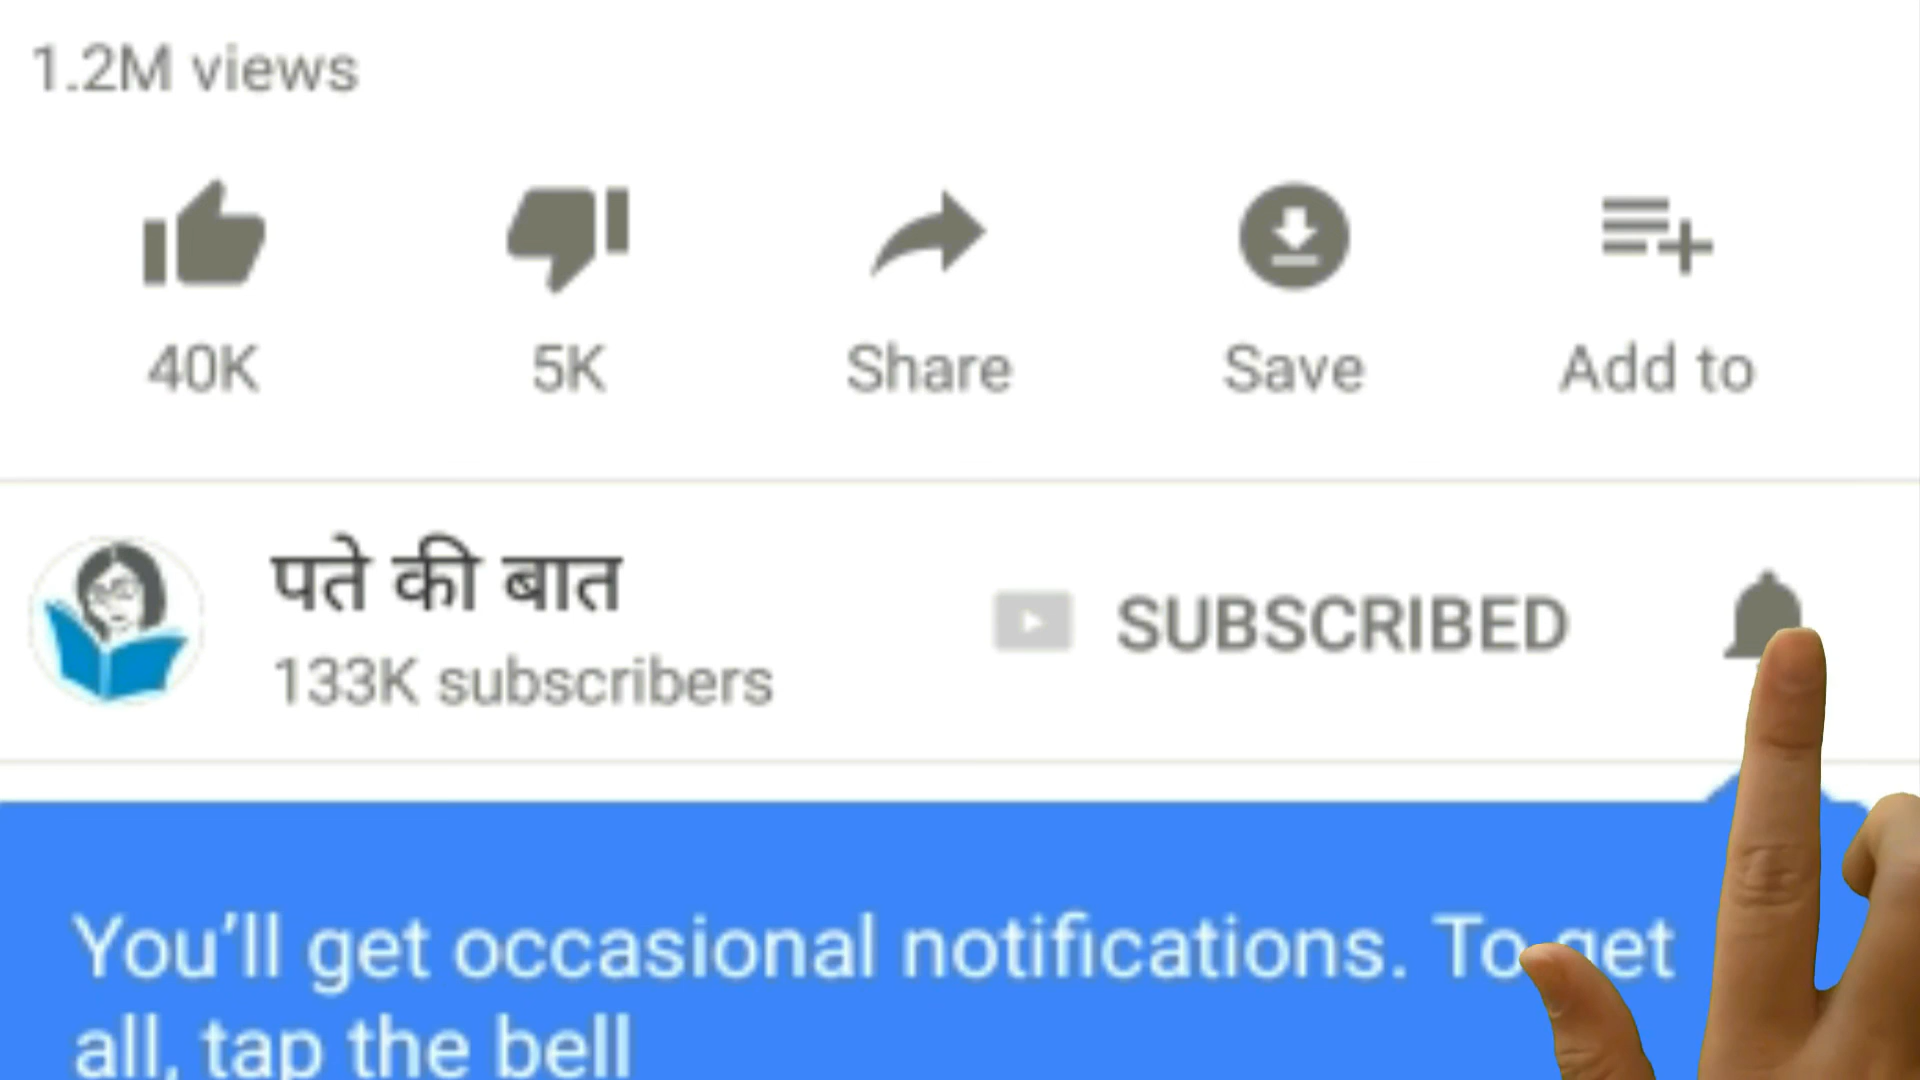 1.2M views
40K
5K
Share
Save
Add to
पते की बात
SUBSCRIBED
133K subscribers
You'll get occasional notifications. To get
all, tap the bell